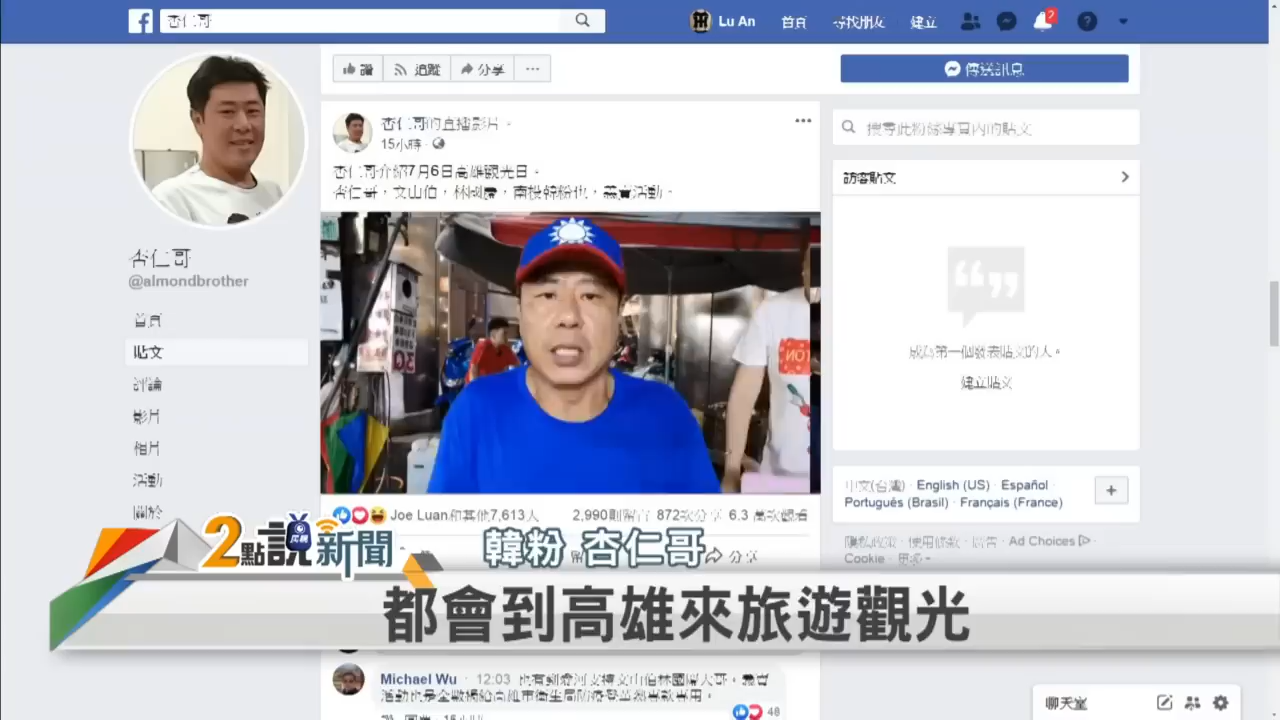 杏仁哥
Lu An
首頁
尋找朋友
建立
2
讚
追蹤
分享
傳送訊息
杏仁哥的直播影片。
15小時
搜尋此粉絲專頁內的貼文
杏仁哥介紹7月6日高雄觀光日。
杏仁哥，文山伯，林國慶，南投韓粉也，義賣活動。
訪客貼文
杏仁哥
@almondbrother
首頁
貼文
評論
影片
相片
活動
關於
成為第一個發表貼文的人。
建立貼文
中文(台灣) · English (US) · Español ·
Português (Brasil) · Français (France)
Joe Luan和其他7,613人
2,990則留言 872次分享 6.3 萬次觀看
分享
隱私政策 · 使用條款 · 廣告 · Ad Choices ·
Cookie · 更多
2點說新聞
民視
韓粉 杏仁哥
都會到高雄來旅遊觀光
Michael Wu · 12:03
48
聊天室